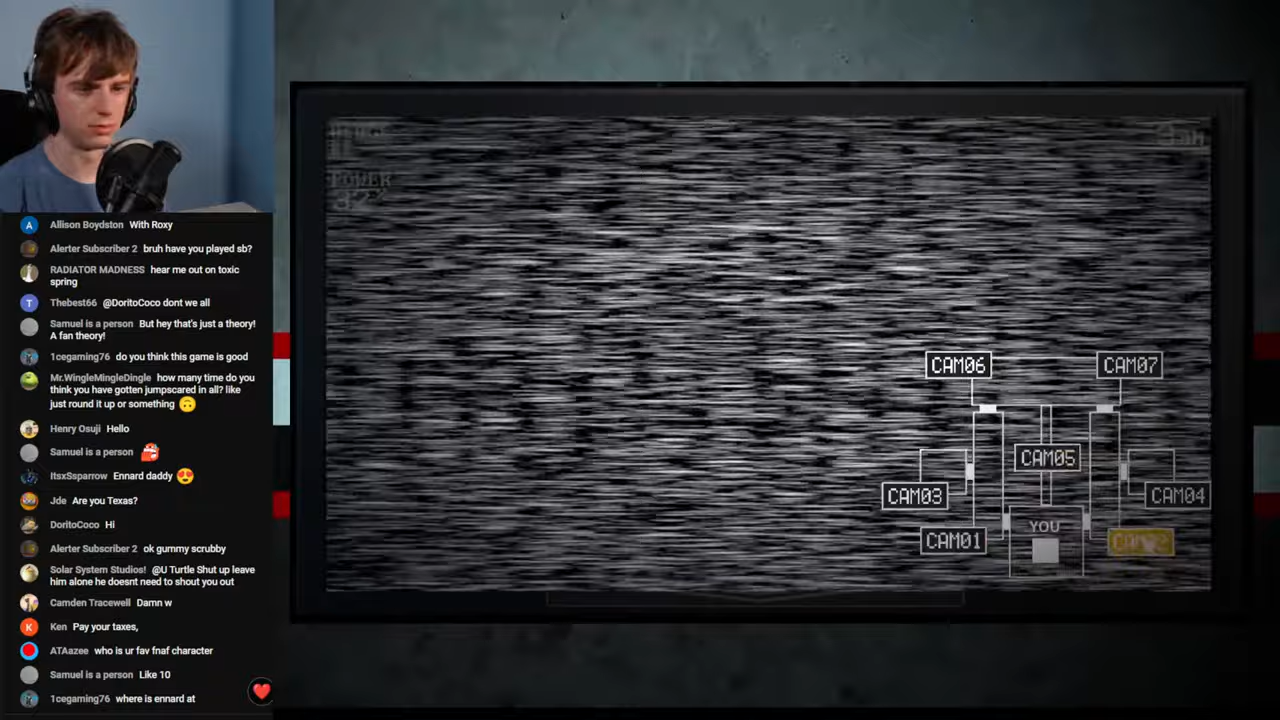 A Allison Boydston With Roxy
Alerter Subscriber 2 bruh have you played sb?
RADIATOR MADNESS hear me out on toxic
spring
T Thebest66 @DoritoCoco dont we all
Samuel is a person But hey that's just a theory!
A fan theory!
1cegaming76 do you think this game is good
Mr.WingleMingleDingle how many time do you
think you have gotten jumpscared in all? like
just round it up or something 🙃
Henry Osuji Hello
Samuel is a person
ItsxSsparrow Ennard daddy 😍
Jde Are you Texas?
DoritoCoco Hi
Alerter Subscriber 2 ok gummy scrubby
Solar System Studios! @U Turtle Shut up leave
him alone he doesnt need to shout you out
Camden Tracewell Damn w
K Ken Pay your taxes,
ATAazee who is ur fav fnaf character
Samuel is a person Like 10
1cegaming76 where is ennard at
POWER
CAM06
CAM07
CAM05
CAM03
CAM04
YOU
CAM01